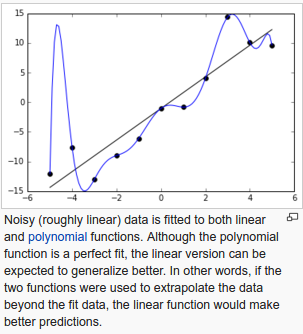 15
10
5
0
−5
−10
−15
−6 −4 −2 0 2 4 6
Noisy (roughly linear) data is fitted to both linear
and polynomial functions. Although the polynomial
function is a perfect fit, the linear version can be
expected to generalize better. In other words, if the
two functions were used to extrapolate the data
beyond the fit data, the linear function would make
better predictions.